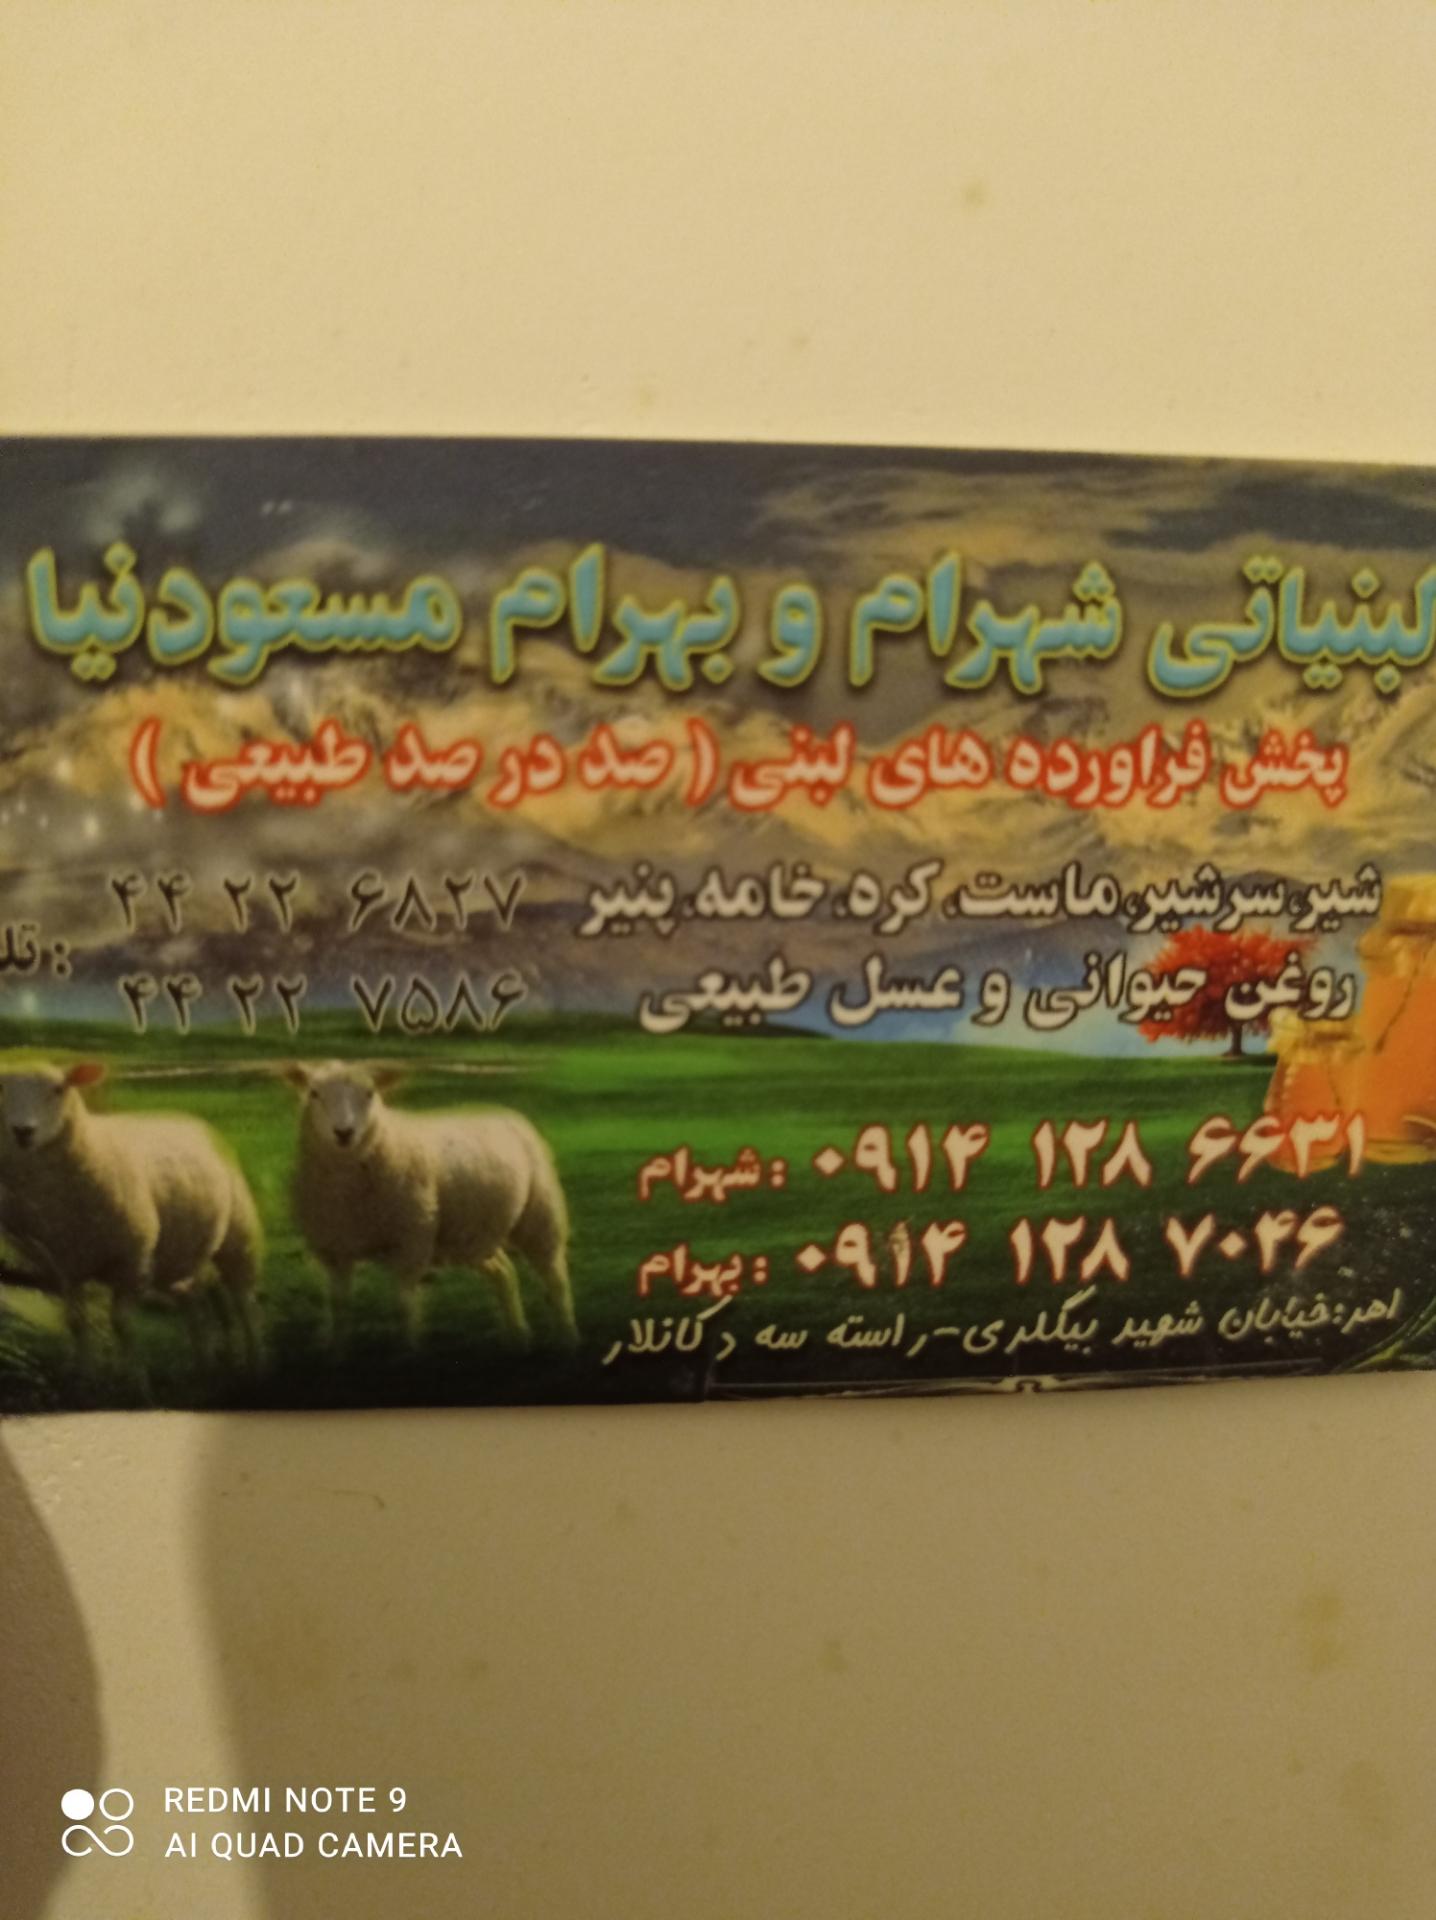 لبنیاتی شهرام و بهرام مسعودنیا
پخش فراورده های لبنی ( صد در صد طبیعی )
شیر،سرشیر،ماست، کره، خامه، پنیر
روغن حیوانی و عسل طبیعی
۴۴ ۲۲ ۶۸۲۷
۴۴ ۲۲ ۷۵۸۶
شهرام : ۰۹۱۴ ۱۲۸ ۶۶۳۱
بهرام : ۰۹۱۴ ۱۲۸ ۷۰۴۶
اهر:خیابان شهید بیگلری-راسته سه دکانلار
REDMI NOTE 9
AI QUAD CAMERA